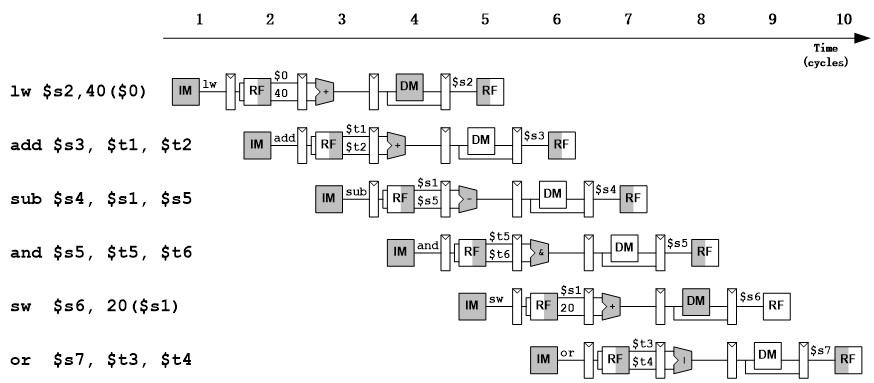 1 2 3 4 5 6 7 8 9 10
Time
(cycles)
lw $s2,40($0) IM lw RF $0 40 + DM $s2 RF
add $s3, $t1, $t2 IM add RF $t1 $t2 + DM $s3 RF
sub $s4, $s1, $s5 IM sub RF $s1 $s5 - DM $s4 RF
and $s5, $t5, $t6 IM and RF $t5 $t6 & DM $s5 RF
sw $s6, 20($s1) IM sw RF $s1 20 + DM $s6 RF
or $s7, $t3, $t4 IM or RF $t3 $t4 | DM $s7 RF